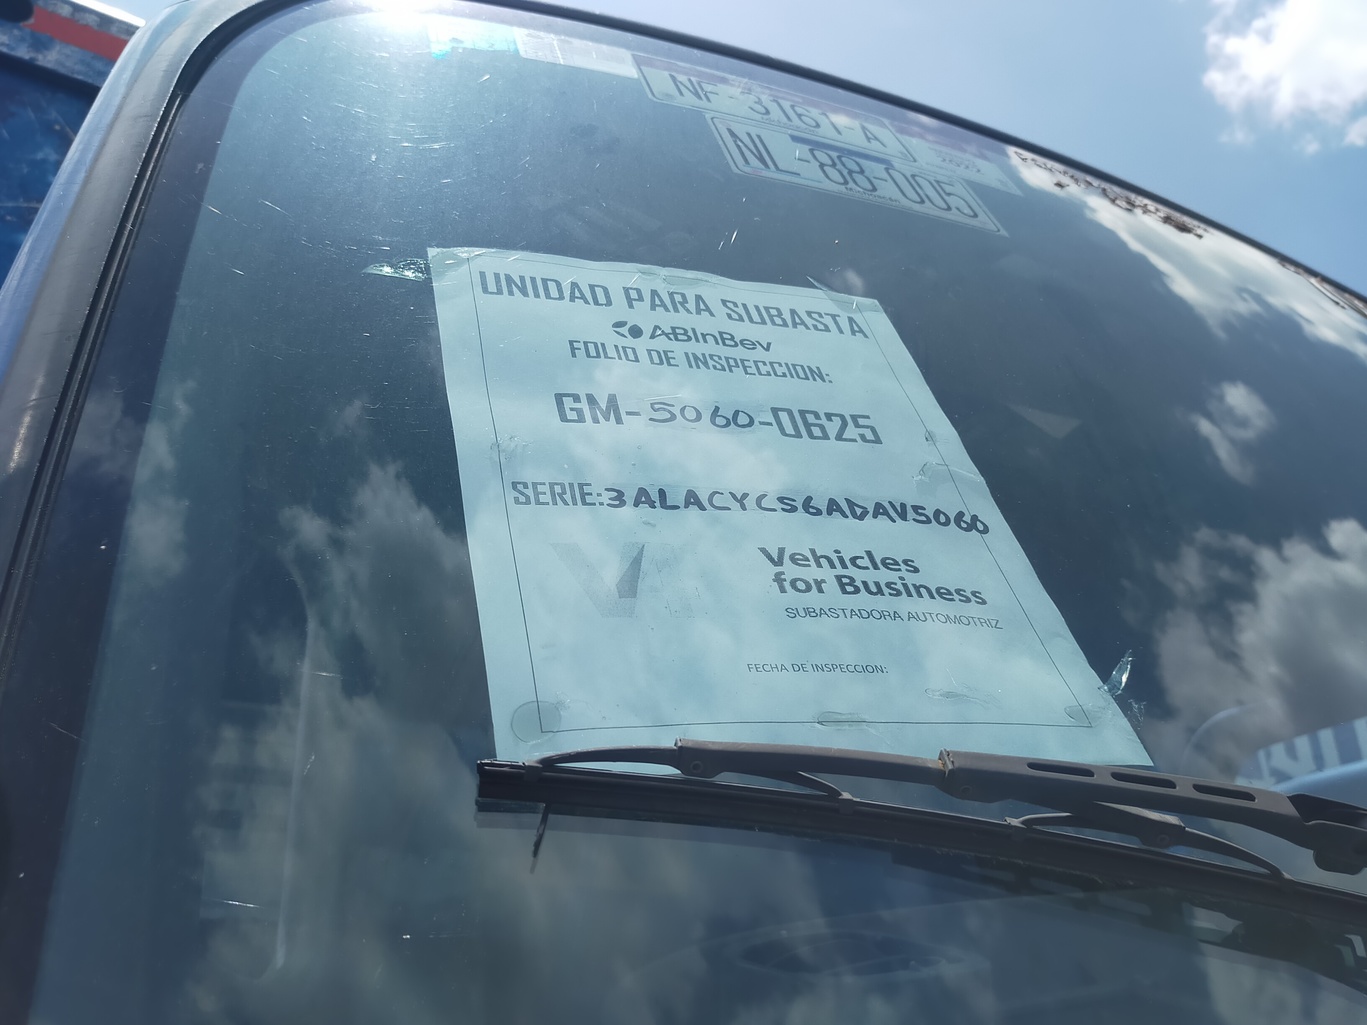 NF-3161-A
NL-88-005
UNIDAD PARA SUBASTA
ABInBev
FOLIO DE INSPECCION:
GM-5060-0625
SERIE:3ALACYCS6ADAV5060
Vehicles
for Business
SUBASTADORA AUTOMOTRIZ
FECHA DE INSPECCION: